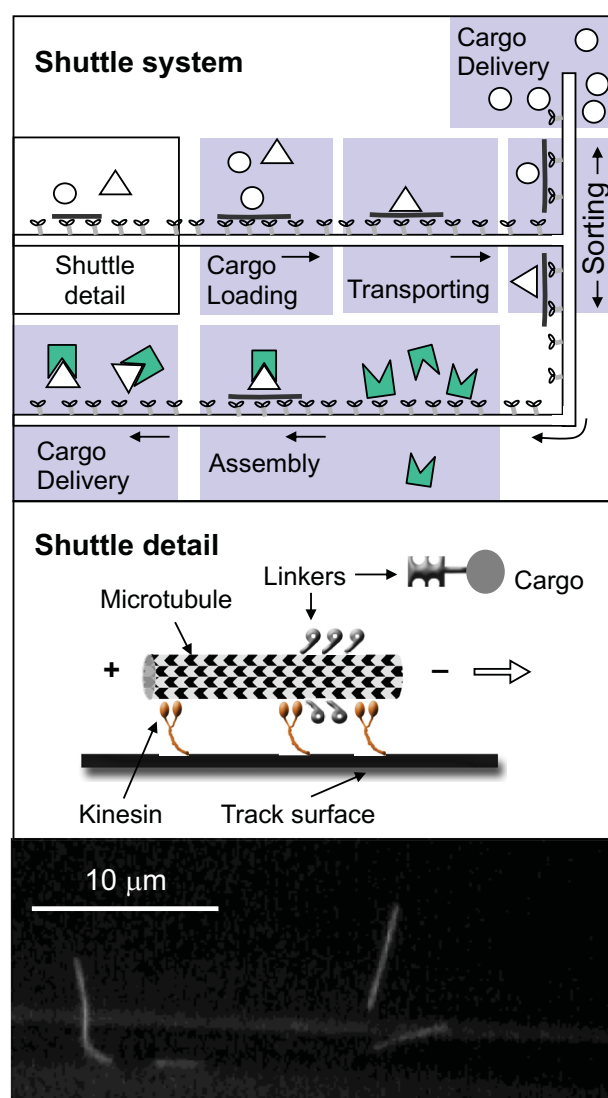 Shuttle system
Cargo
Delivery
Sorting
Shuttle
detail
Cargo
Loading
Transporting
Cargo
Delivery
Assembly
Shuttle detail
Linkers
Cargo
Microtubule
+
–
Kinesin
Track surface
10 μm